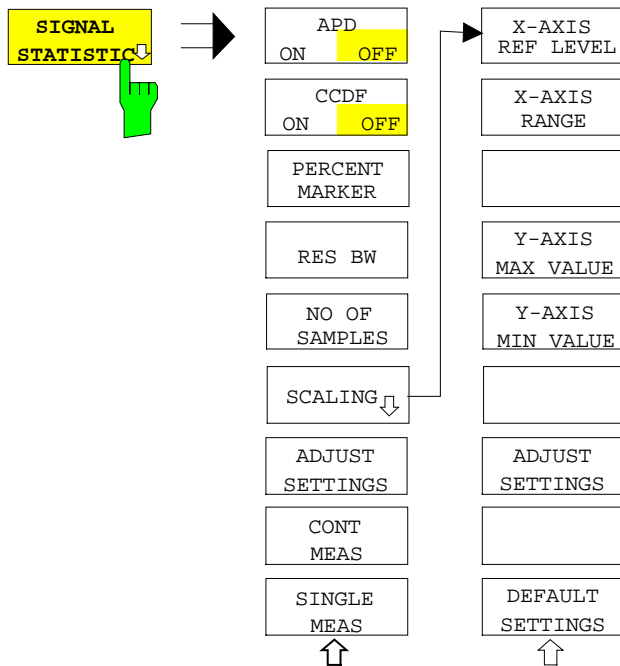 SIGNAL
STATISTIC
APD
ON OFF
CCDF
ON OFF
PERCENT
MARKER
RES BW
NO OF
SAMPLES
SCALING
ADJUST
SETTINGS
CONT
MEAS
SINGLE
MEAS
X-AXIS
REF LEVEL
X-AXIS
RANGE
Y-AXIS
MAX VALUE
Y-AXIS
MIN VALUE
ADJUST
SETTINGS
DEFAULT
SETTINGS